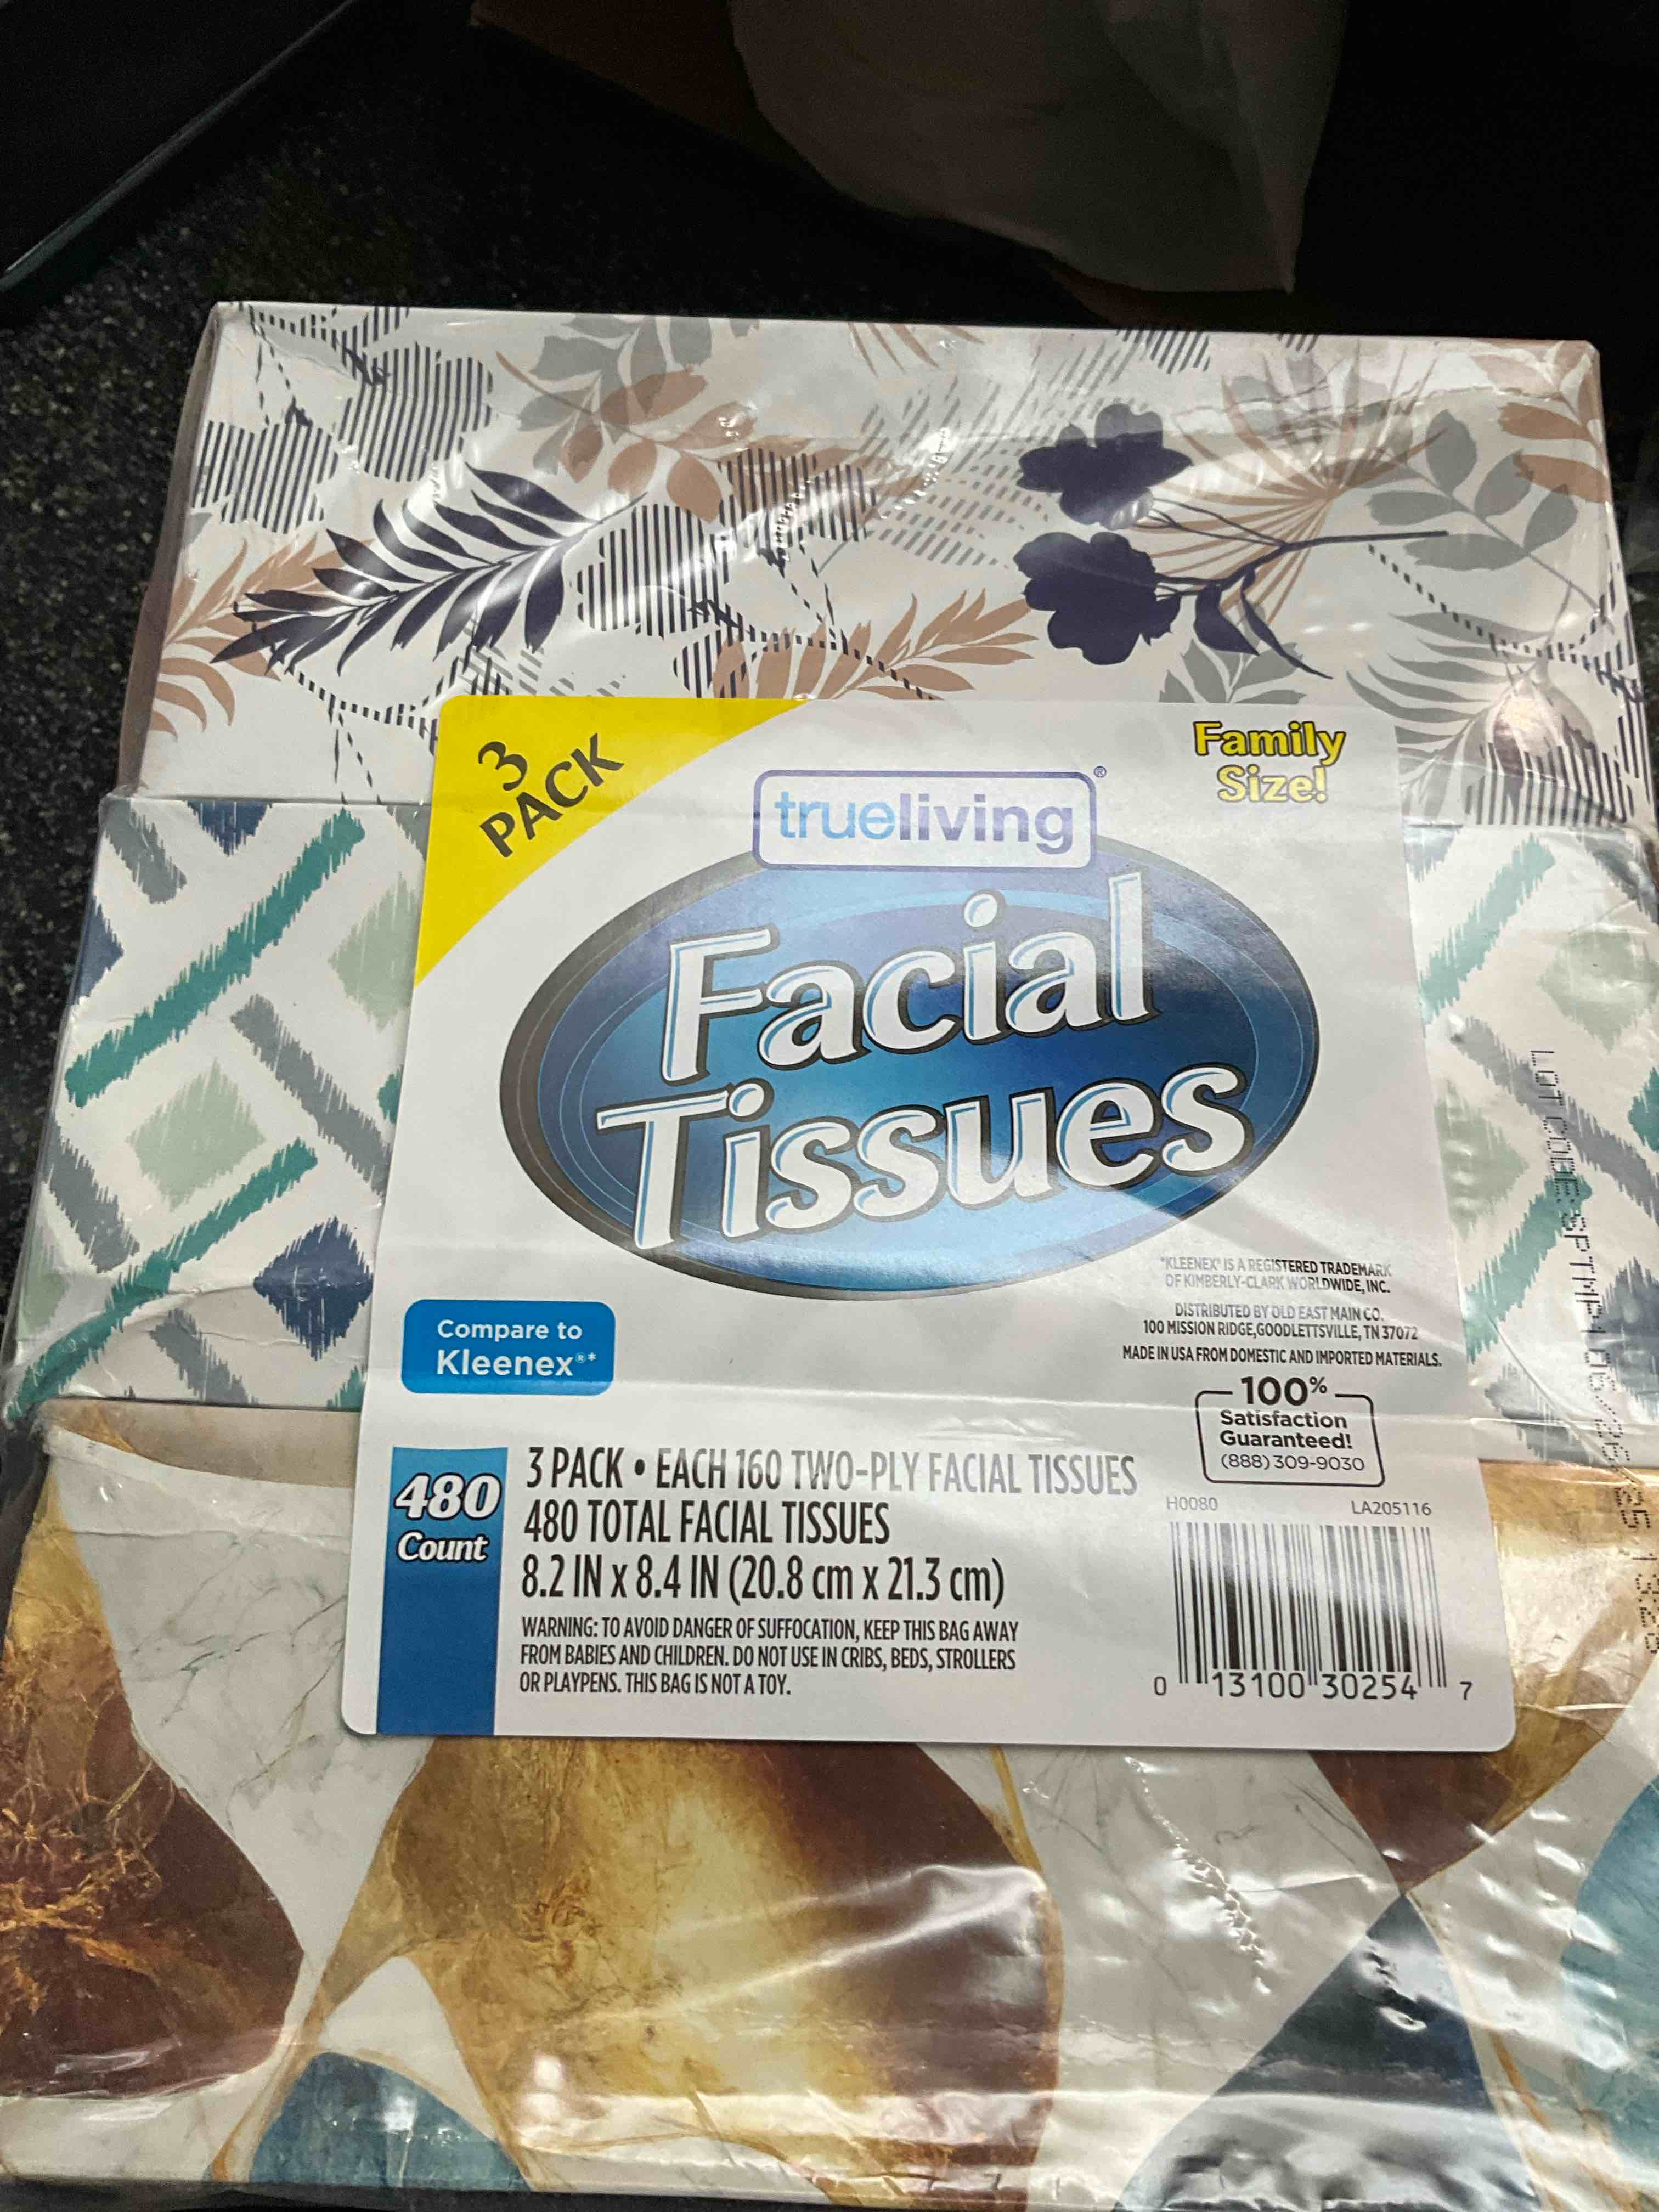 3
PACK
Family
Size!
trueliving®
Facial
Tissues
"KLEENEX" IS A REGISTERED TRADEMARK
OF KIMBERLY-CLARK WORLDWIDE, INC.
DISTRIBUTED BY OLD EAST MAIN CO.
100 MISSION RIDGE,GOODLETTSVILLE, TN 37072
MADE IN USA FROM DOMESTIC AND IMPORTED MATERIALS.
Compare to
Kleenex®*
100%
Satisfaction
Guaranteed!
(888) 309-9030
480
Count
3 PACK • EACH 160 TWO-PLY FACIAL TISSUES
480 TOTAL FACIAL TISSUES
8.2 IN x 8.4 IN (20.8 cm x 21.3 cm)
WARNING: TO AVOID DANGER OF SUFFOCATION, KEEP THIS BAG AWAY
FROM BABIES AND CHILDREN. DO NOT USE IN CRIBS, BEDS, STROLLERS
OR PLAYPENS. THIS BAG IS NOT A TOY.
H0080 LA205116
0 13100 30254 7
LOT CODE: